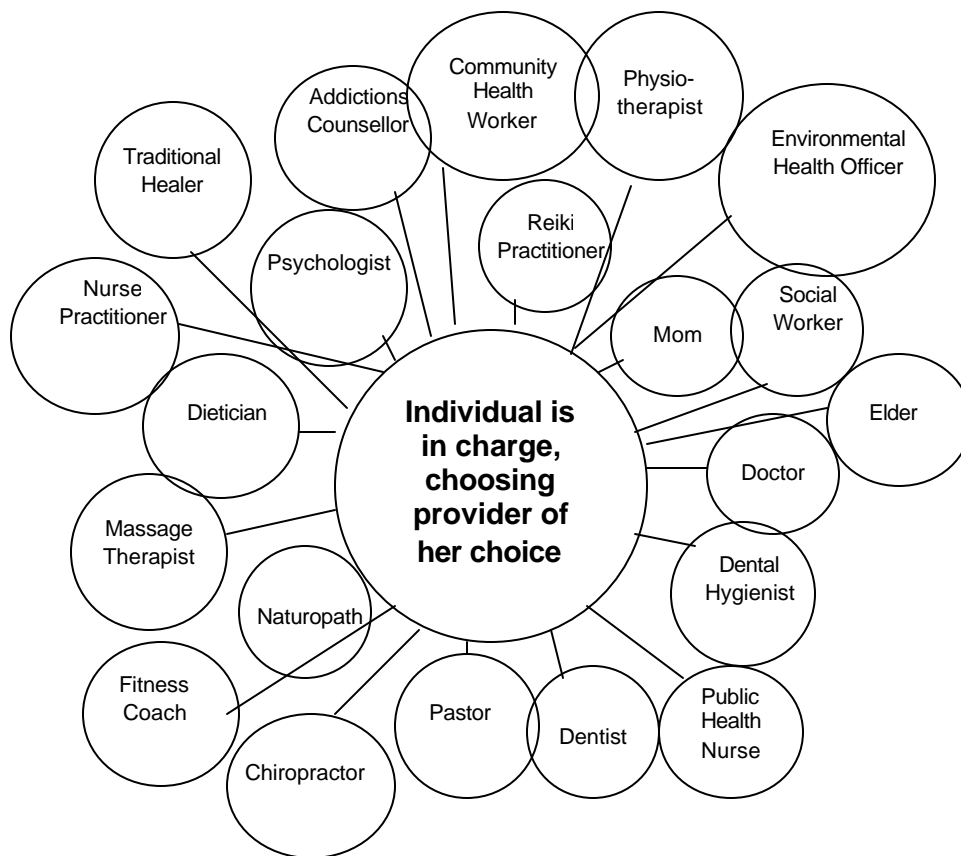 Community
Health
Worker
Physio-
therapist
Addictions
Counsellor
Environmental
Health Officer
Traditional
Healer
Reiki
Practitioner
Psychologist
Nurse
Practitioner
Social
Worker
Mom
Dietician
Elder
Individual is
in charge,
choosing
provider of
her choice
Doctor
Massage
Therapist
Dental
Hygienist
Naturopath
Fitness
Coach
Pastor
Dentist
Public
Health
Nurse
Chiropractor